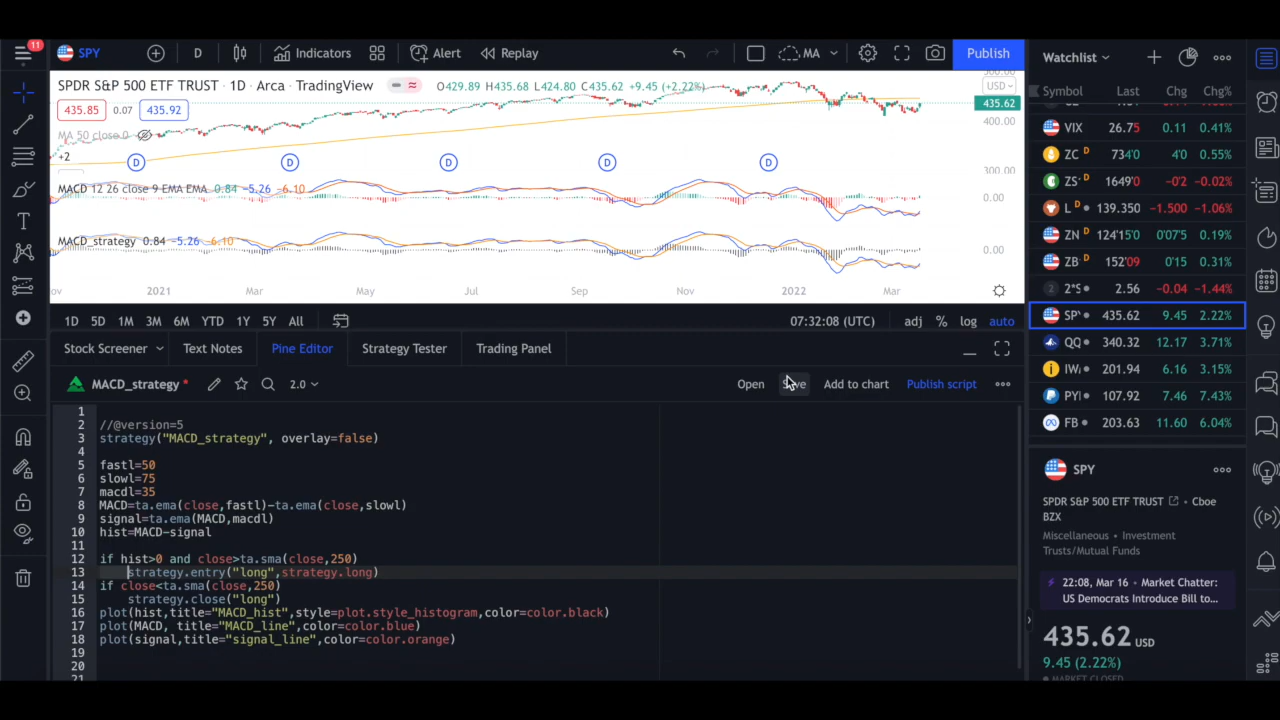 11
SPY
D
Indicators
Alert
Replay
MA
Publish
SPDR S&P 500 ETF TRUST · 1D · Arca · TradingView
O429.89 H435.68 L424.80 C435.62 +9.45 (+2.22%)
435.85 0.07 435.92
MA 50 close 0
+2
USD
435.62
400.00
300.00
D D D D D
MACD 12 26 close 9 EMA EMA 0.84 -5.26 -6.10
0.00
MACD_strategy 0.84 -5.26 -6.10
0.00
2021 Mar May Jul Sep Nov 2022 Mar
1D 5D 1M 3M 6M YTD 1Y 5Y All
07:32:08 (UTC) adj % log auto
Stock Screener Text Notes Pine Editor Strategy Tester Trading Panel
MACD_strategy * 2.0
Open Save Add to chart Publish script
1
2 //@version=5
3 strategy("MACD_strategy", overlay=false)
4
5 fastl=50
6 slowl=75
7 macdl=35
8 MACD=ta.ema(close,fastl)-ta.ema(close,slowl)
9 signal=ta.ema(MACD,macdl)
10 hist=MACD-signal
11
12 if hist>0 and close>ta.sma(close,250)
13 strategy.entry("long",strategy.long)
14 if close<ta.sma(close,250)
15 strategy.close("long")
16 plot(hist,title="MACD_hist",style=plot.style_histogram,color=color.black)
17 plot(MACD, title="MACD_line",color=color.blue)
18 plot(signal,title="signal_line",color=color.orange)
19
20
21
Watchlist
Symbol Last Chg Chg%
VIX 26.75 0.11 0.41%
ZC D 734'0 4'0 0.55%
ZS D 1649'0 -0'2 -0.02%
L D 139.350 -1.500 -1.06%
ZN 124'15'0 0'07'5 0.19%
ZB D 152'09 0'15 0.31%
2 2*S 2.56 -0.04 -1.44%
SP 435.62 9.45 2.22%
QQ 340.32 12.17 3.71%
IW 201.94 6.16 3.15%
PY 107.92 7.46 7.43%
FB 203.63 11.60 6.04%
SPY
SPDR S&P 500 ETF TRUST • Cboe
BZX
Miscellaneous • Investment
Trusts/Mutual Funds
22:08, Mar 16 • Market Chatter:
US Democrats Introduce Bill to...
435.62 USD
9.45 (2.22%)
MARKET CLOSED